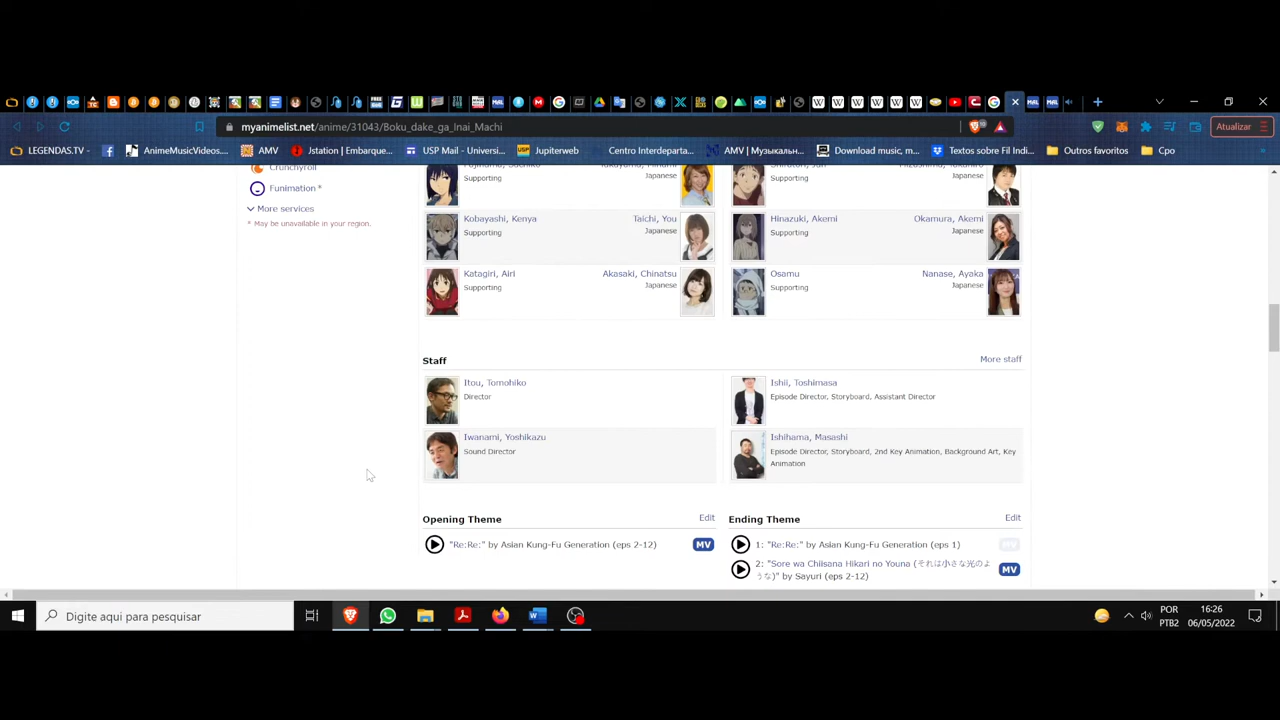 myanimelist.net/anime/31043/Boku_dake_ga_Inai_Machi
Atualizar
LEGENDAS.TV
AnimeMusicVideos...
AMV
Jstation | Embarque...
USP Mail - Universi...
Jupiterweb
Centro Interdeparta...
AMV | Музыкальн...
Download music, m...
Textos sobre Fil Indi...
Outros favoritos
Cpo
Crunchyroll
Funimation *
More services
* May be unavailable in your region.
Supporting
Japanese
Supporting
Japanese
Kobayashi, Kenya
Supporting
Taichi, You
Japanese
Hinazuki, Akemi
Supporting
Okamura, Akemi
Japanese
Katagiri, Airi
Supporting
Akasaki, Chinatsu
Japanese
Osamu
Supporting
Nanase, Ayaka
Japanese
Staff
More staff
Itou, Tomohiko
Director
Ishii, Toshimasa
Episode Director, Storyboard, Assistant Director
Iwanami, Yoshikazu
Sound Director
Ishihama, Masashi
Episode Director, Storyboard, 2nd Key Animation, Background Art, Key
Animation
Opening Theme
Edit
"Re:Re:" by Asian Kung-Fu Generation (eps 2-12)
MV
Ending Theme
Edit
1: "Re:Re:" by Asian Kung-Fu Generation (eps 1)
MV
2: "Sore wa Chiisana Hikari no Youna (それは小さな光のよ
うな)" by Sayuri (eps 2-12)
MV
Digite aqui para pesquisar
POR
PTB2
16:26
06/05/2022